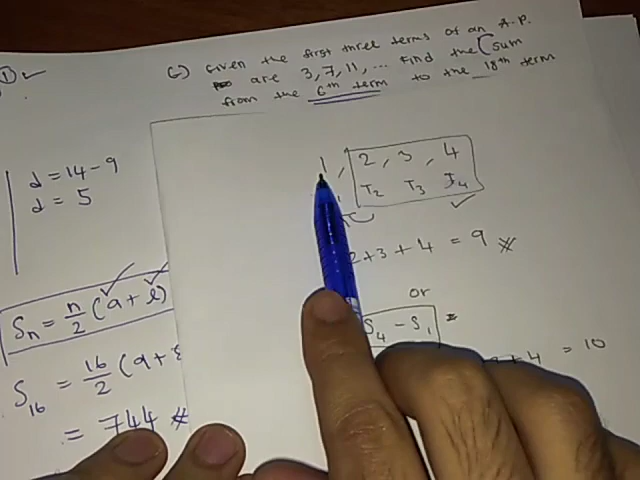 c) Given the first three terms of an A.P.
are 3, 7, 11, ... Find the sum
from the 6th term to the 18th term
d = 14 - 9
d = 5
Sn = n/2 (a + l)
S16 = 16/2 (9 +
= 744
1, 2, 3, 4
T2 T3 T4
2 + 3 + 4 = 9
or
S4 - S1 =
+ 4 = 10